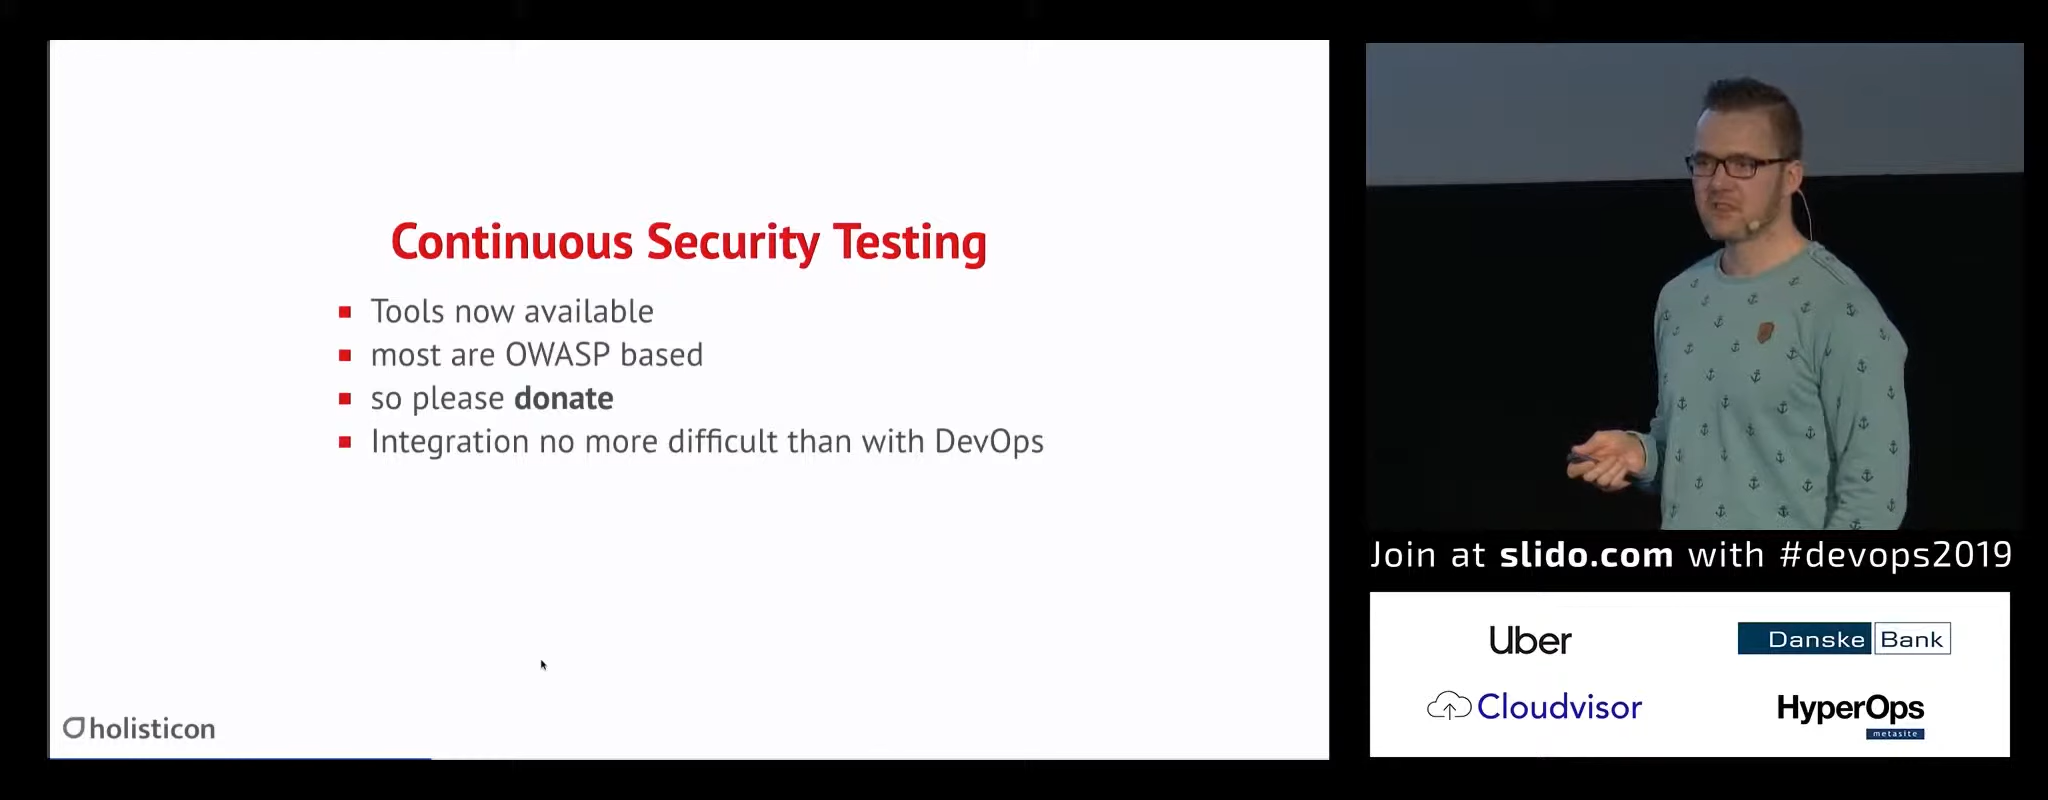 Continuous Security Testing
Tools now available
most are OWASP based
so please donate
Integration no more difficult than with DevOps
holisticon
Join at slido.com with #devops2019
Uber
Danske Bank
Cloudvisor
HyperOps
metasite